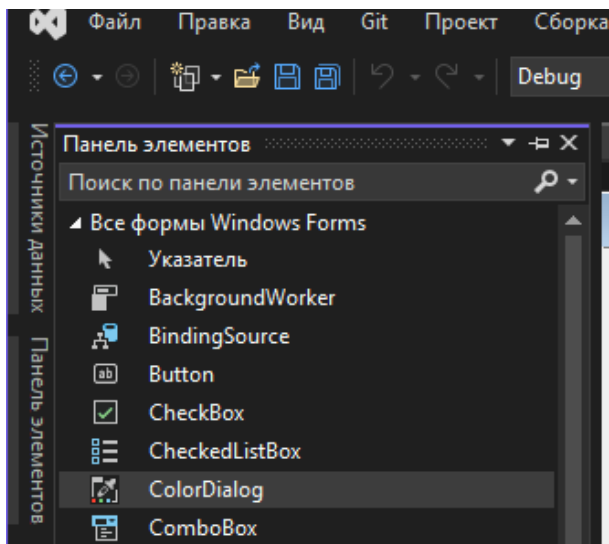 Файл Правка Вид Git Проект Сборка
Debug
Источники данных
Панель элементов
Панель элементов
Поиск по панели элементов
Все формы Windows Forms
Указатель
BackgroundWorker
BindingSource
Button
CheckBox
CheckedListBox
ColorDialog
ComboBox